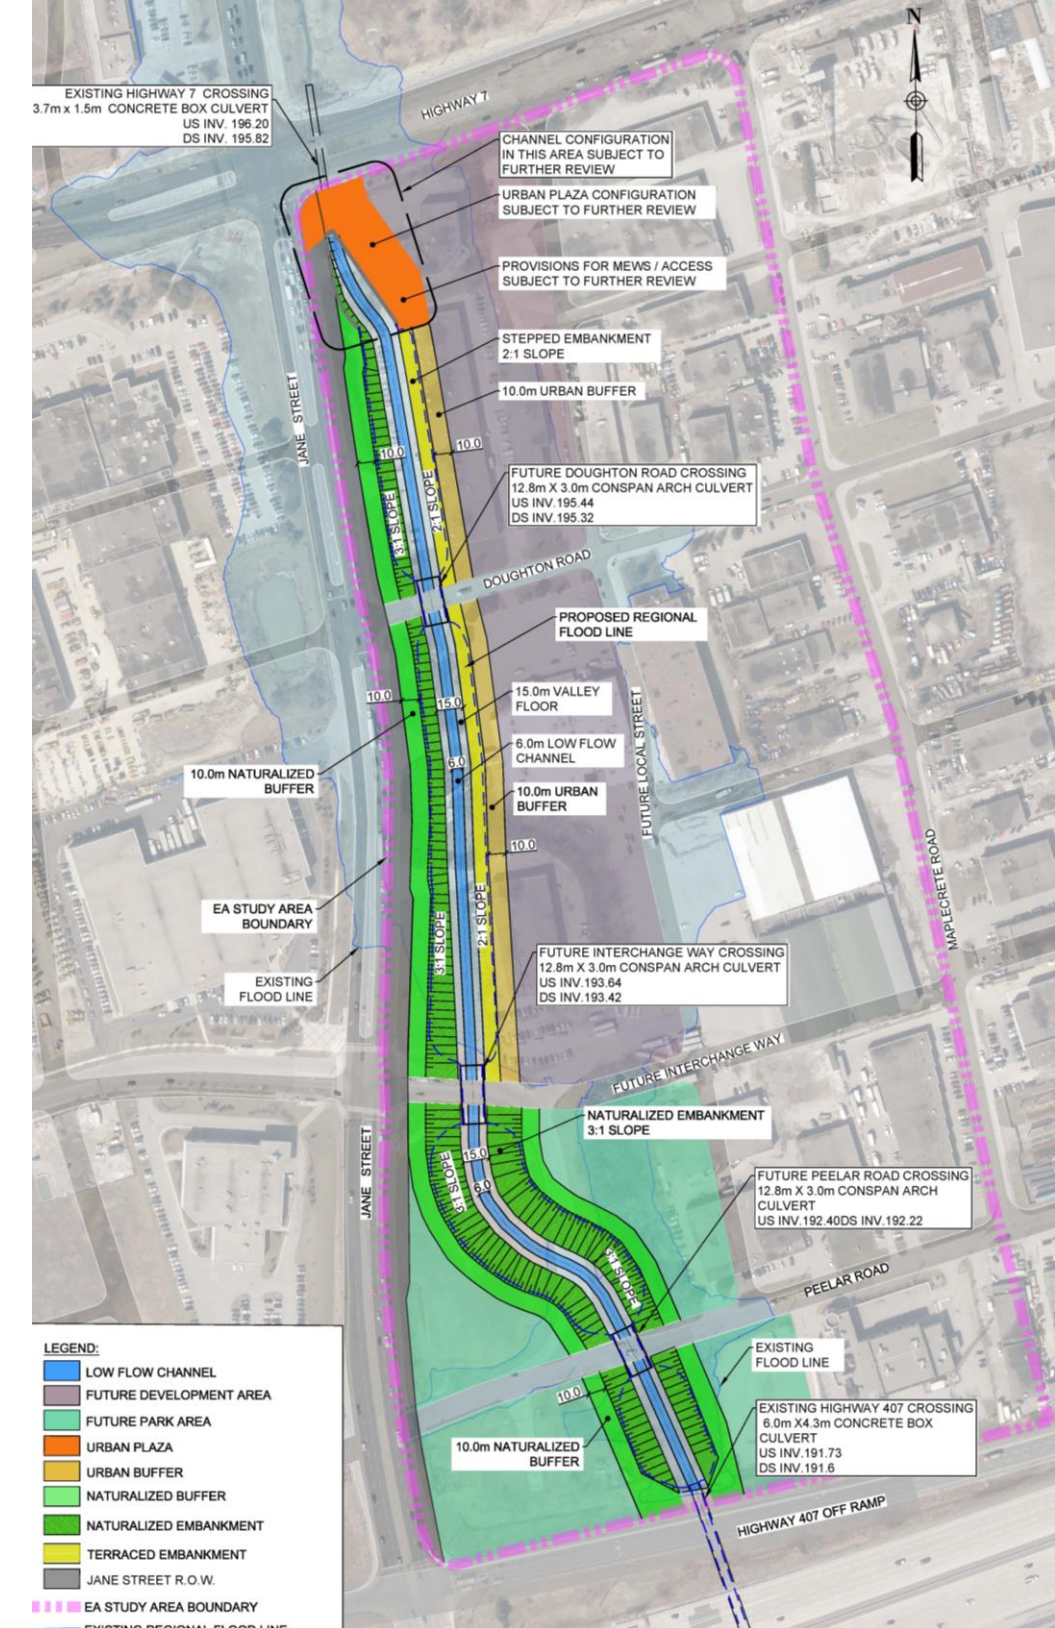 N
HIGHWAY 7
EXISTING HIGHWAY 7 CROSSING
3.7m x 1.5m CONCRETE BOX CULVERT
US INV. 196.20
DS INV. 195.82
CHANNEL CONFIGURATION
IN THIS AREA SUBJECT TO
FURTHER REVIEW
URBAN PLAZA CONFIGURATION
SUBJECT TO FURTHER REVIEW
PROVISIONS FOR MEWS / ACCESS
SUBJECT TO FURTHER REVIEW
STEPPED EMBANKMENT
2:1 SLOPE
10.0m URBAN BUFFER
JANE STREET
10.0
10.0
3:1 SLOPE
2:1 SLOPE
FUTURE DOUGHTON ROAD CROSSING
12.8m X 3.0m CONSPAN ARCH CULVERT
US INV.195.44
DS INV.195.32
DOUGHTON ROAD
PROPOSED REGIONAL
FLOOD LINE
10.0
15.0
15.0m VALLEY
FLOOR
6.0
6.0m LOW FLOW
CHANNEL
10.0m NATURALIZED
BUFFER
10.0m URBAN
BUFFER
FUTURE LOCAL STREET
10.0
MAPLECRETE ROAD
EA STUDY AREA
BOUNDARY
3:1 SLOPE
2:1 SLOPE
EXISTING
FLOOD LINE
FUTURE INTERCHANGE WAY CROSSING
12.8m X 3.0m CONSPAN ARCH CULVERT
US INV.193.64
DS INV.193.42
FUTURE INTERCHANGE WAY
NATURALIZED EMBANKMENT
3:1 SLOPE
JANE STREET
3:1 SLOPE
15.0
6.0
FUTURE PEELAR ROAD CROSSING
12.8m X 3.0m CONSPAN ARCH
CULVERT
US INV.192.40DS INV.192.22
3:1 SLOPE
PEELAR ROAD
EXISTING
FLOOD LINE
10.0
10.0m NATURALIZED
BUFFER
EXISTING HIGHWAY 407 CROSSING
6.0m X4.3m CONCRETE BOX
CULVERT
US INV.191.73
DS INV.191.6
HIGHWAY 407 OFF RAMP
LEGEND:
LOW FLOW CHANNEL
FUTURE DEVELOPMENT AREA
FUTURE PARK AREA
URBAN PLAZA
URBAN BUFFER
NATURALIZED BUFFER
NATURALIZED EMBANKMENT
TERRACED EMBANKMENT
JANE STREET R.O.W.
EA STUDY AREA BOUNDARY
EXISTING REGIONAL FLOOD LINE